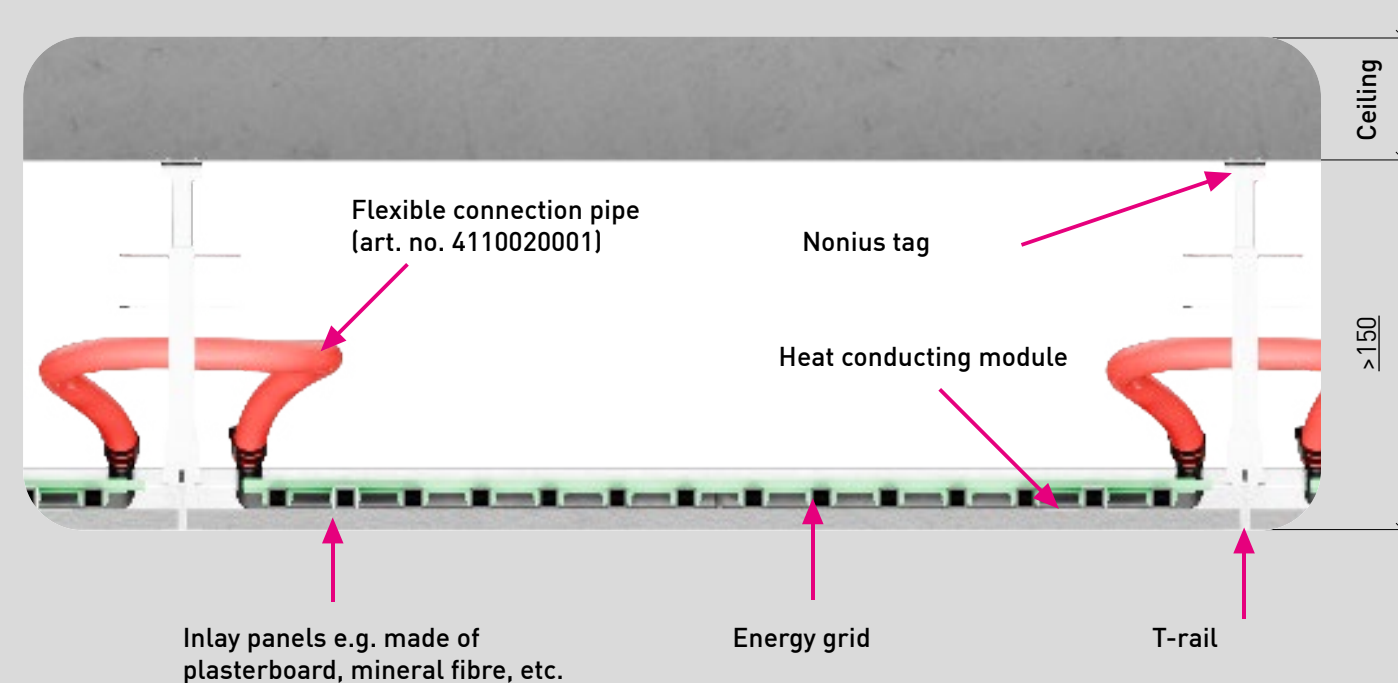 Ceiling
Flexible connection pipe
(art. no. 4110020001)
Nonius tag
>150
Heat conducting module
Inlay panels e.g. made of
plasterboard, mineral fibre, etc.
Energy grid
T-rail